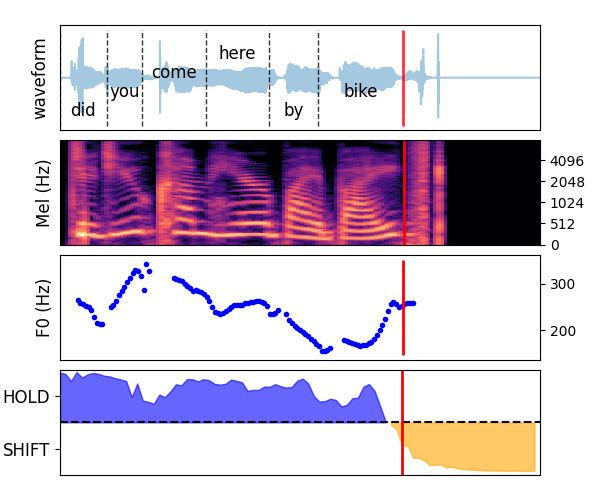 waveform
did you come here by bike
Mel (Hz)
4096
2048
1024
512
0
F0 (Hz)
300
200
HOLD
SHIFT